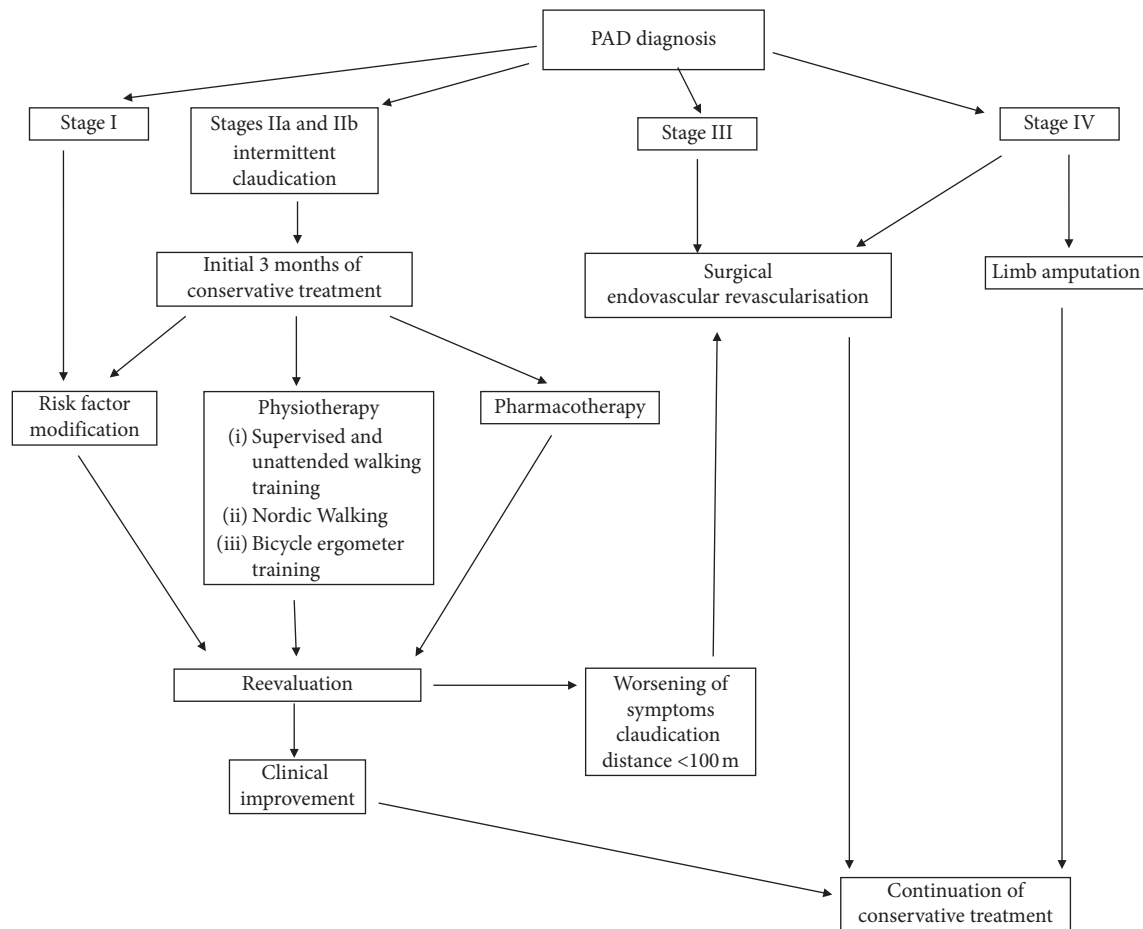 PAD diagnosis
Stage I
Stages IIa and IIb
intermittent
claudication
Stage III
Stage IV
Initial 3 months of
conservative treatment
Surgical
endovascular revascularisation
Limb amputation
Risk factor
modification
Physiotherapy
(i) Supervised and
unattended walking
training
(ii) Nordic Walking
(iii) Bicycle ergometer
training
Pharmacotherapy
Reevaluation
Worsening of
symptoms
claudication
distance <100 m
Clinical
improvement
Continuation of
conservative treatment